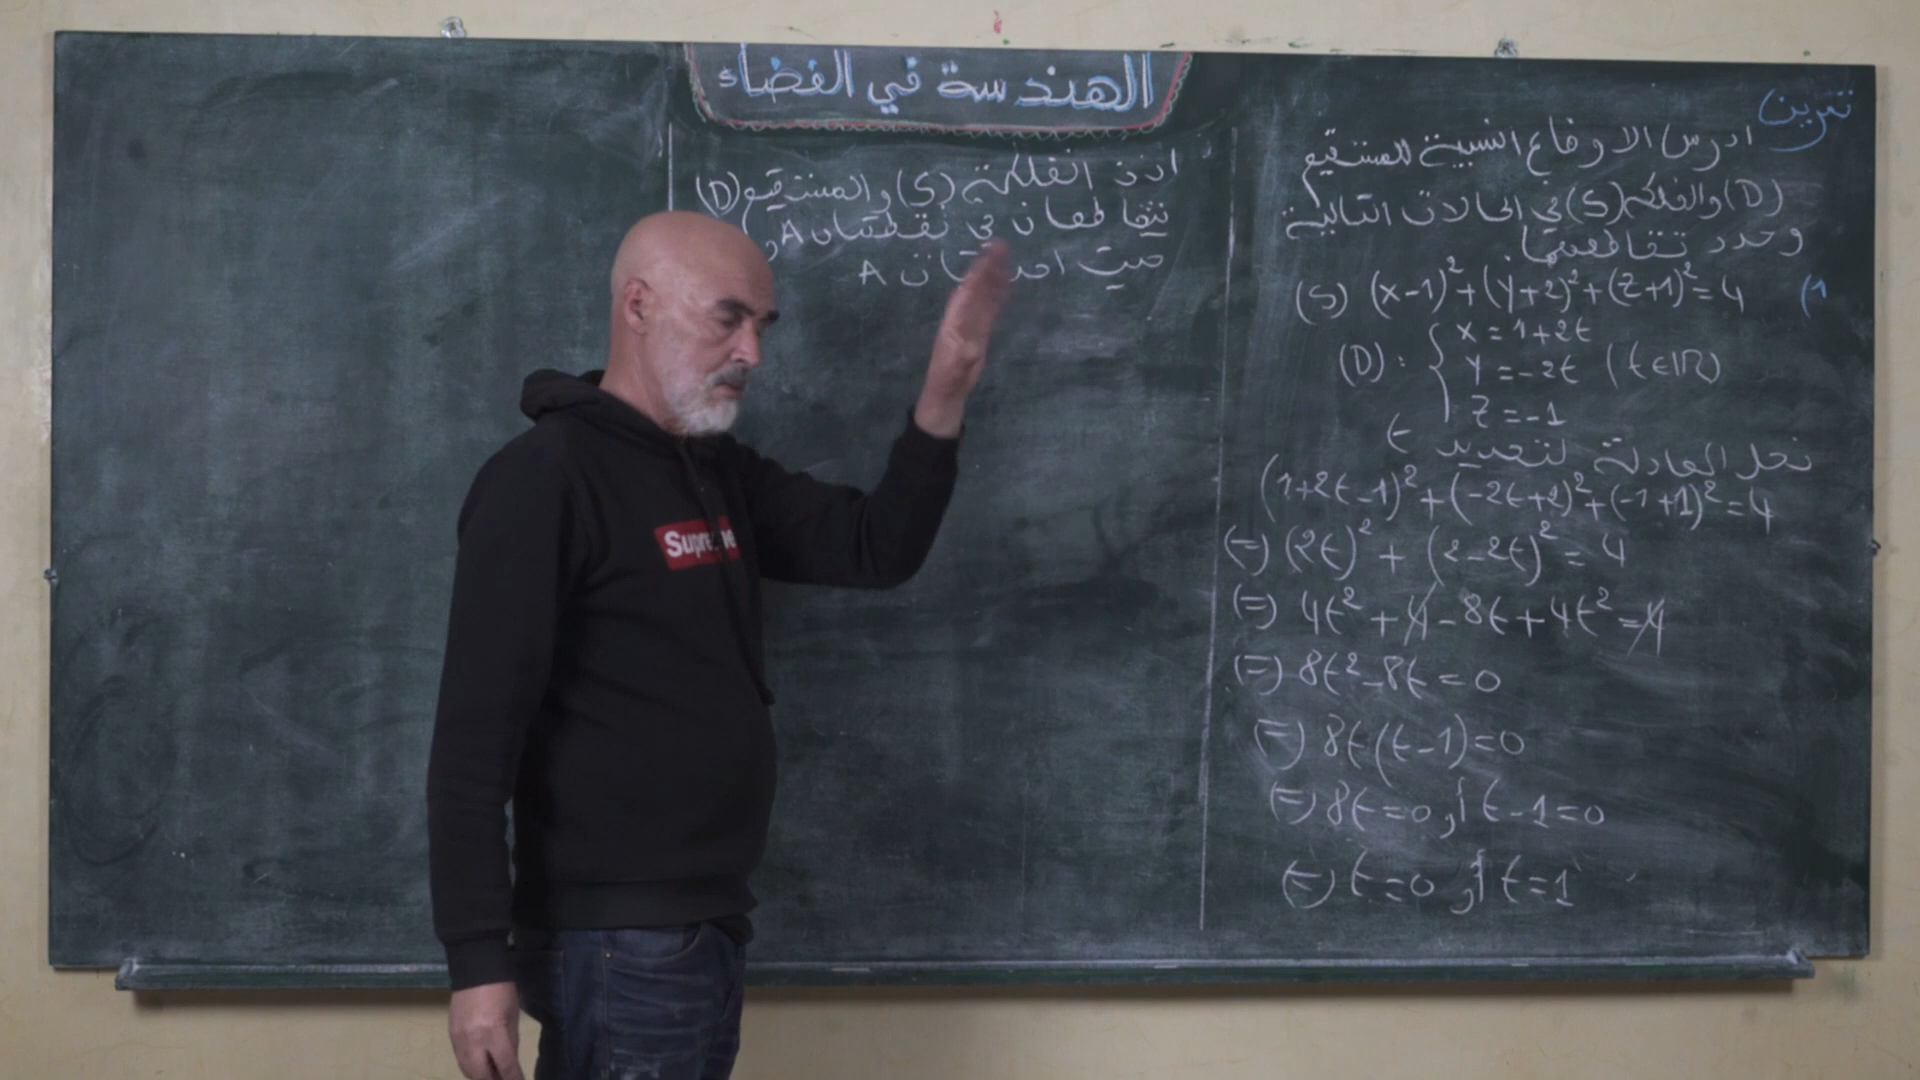 الهندسة في الفضاء
تمرين
ادرس الاوضاع النسبية للمستقيم
(D) والفلكة (S) في الحالات التالية
وحدد تقاطعهما
1) (S) (x-1)²+(y+2)²+(z+1)²=4
(D) : { x = 1+2t
y = -2t (t∈IR)
z = -1
نحل المعادلة لتحديد t
(1+2t-1)²+(-2t+2)²+(-1+1)²=4
(=) (2t)² + (2-2t)² = 4
(=) 4t² + 4 - 8t + 4t² = 4
(=) 8t² - 8t = 0
(=) 8t(t-1)=0
(=) 8t=0 أو t-1=0
(=) t=0 أو t=1
اذن الفلكة (S) والمستقيم (D)
يتقاطعان في نقطتين A و
حيث A
Supreme